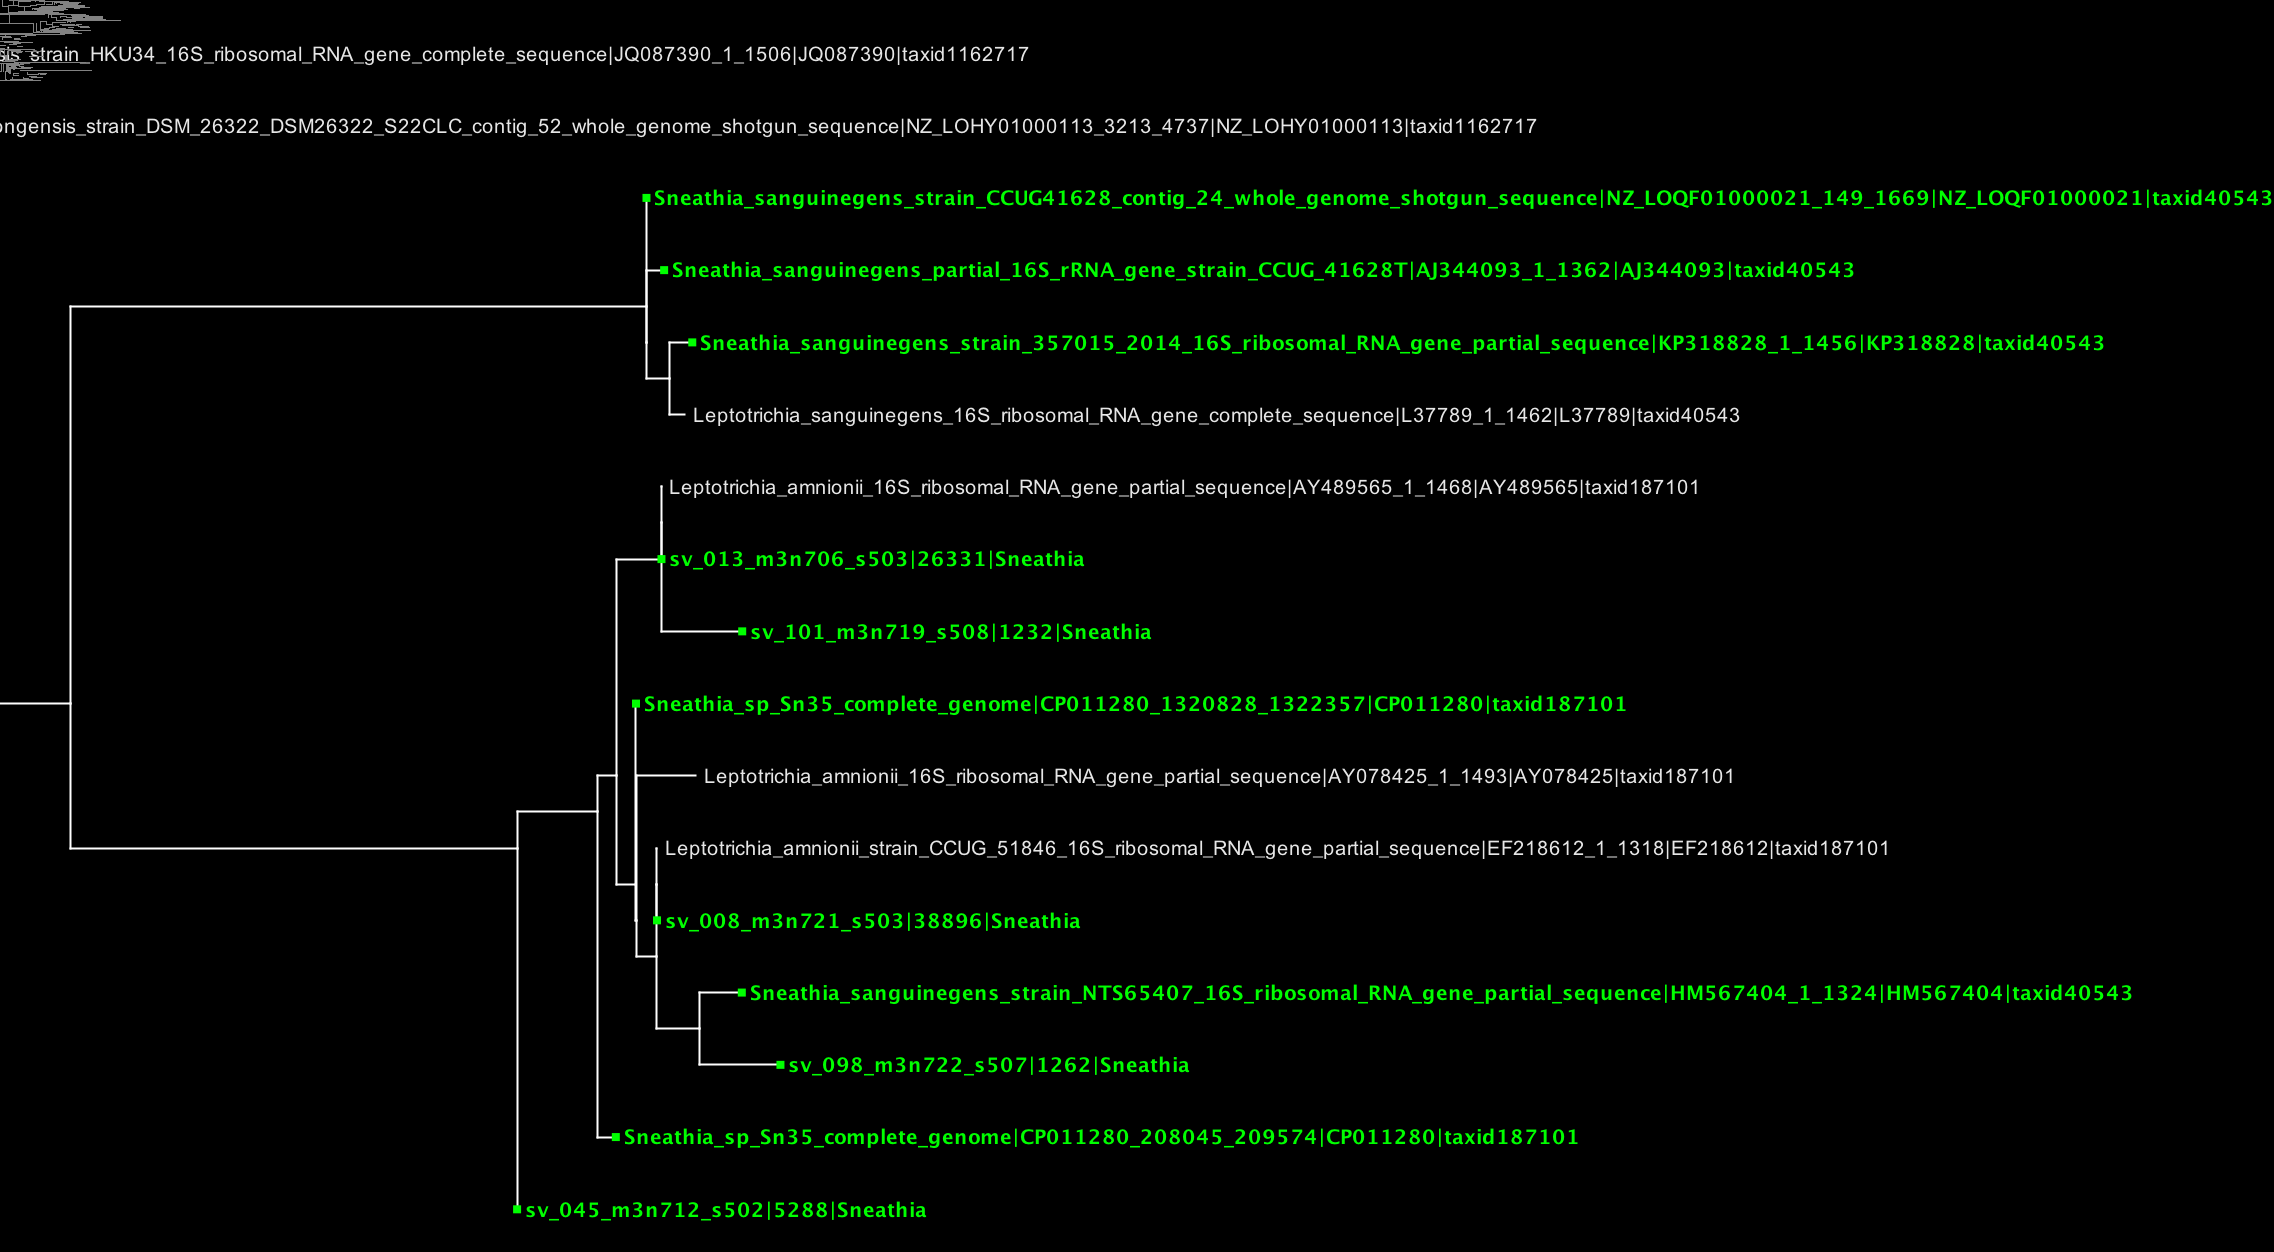 strain_HKU34_16S_ribosomal_RNA_gene_complete_sequence|JQ087390_1_1506|JQ087390|taxid1162717
ongensis_strain_DSM_26322_DSM26322_S22CLC_contig_52_whole_genome_shotgun_sequence|NZ_LOHY01000113_3213_4737|NZ_LOHY01000113|taxid1162717
Sneathia_sanguinegens_strain_CCUG41628_contig_24_whole_genome_shotgun_sequence|NZ_LOQF01000021_149_1669|NZ_LOQF01000021|taxid40543
Sneathia_sanguinegens_partial_16S_rRNA_gene_strain_CCUG_41628T|AJ344093_1_1362|AJ344093|taxid40543
Sneathia_sanguinegens_strain_357015_2014_16S_ribosomal_RNA_gene_partial_sequence|KP318828_1_1456|KP318828|taxid40543
Leptotrichia_sanguinegens_16S_ribosomal_RNA_gene_complete_sequence|L37789_1_1462|L37789|taxid40543
Leptotrichia_amnionii_16S_ribosomal_RNA_gene_partial_sequence|AY489565_1_1468|AY489565|taxid187101
sv_013_m3n706_s503|26331|Sneathia
sv_101_m3n719_s508|1232|Sneathia
Sneathia_sp_Sn35_complete_genome|CP011280_1320828_1322357|CP011280|taxid187101
Leptotrichia_amnionii_16S_ribosomal_RNA_gene_partial_sequence|AY078425_1_1493|AY078425|taxid187101
Leptotrichia_amnionii_strain_CCUG_51846_16S_ribosomal_RNA_gene_partial_sequence|EF218612_1_1318|EF218612|taxid187101
sv_008_m3n721_s503|38896|Sneathia
Sneathia_sanguinegens_strain_NTS65407_16S_ribosomal_RNA_gene_partial_sequence|HM567404_1_1324|HM567404|taxid40543
sv_098_m3n722_s507|1262|Sneathia
Sneathia_sp_Sn35_complete_genome|CP011280_208045_209574|CP011280|taxid187101
sv_045_m3n712_s502|5288|Sneathia